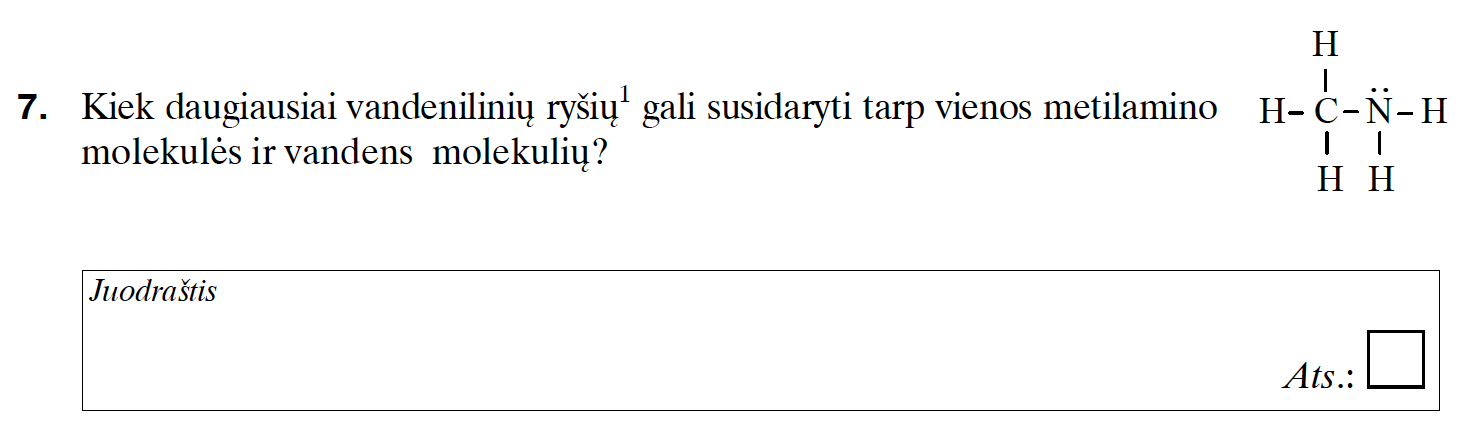 H
7. Kiek daugiausiai vandenilinių ryšių¹ gali susidaryti tarp vienos metilamino H–C–N̈–H
molekulės ir vandens molekulių?
H H
Juodraštis
Ats.: